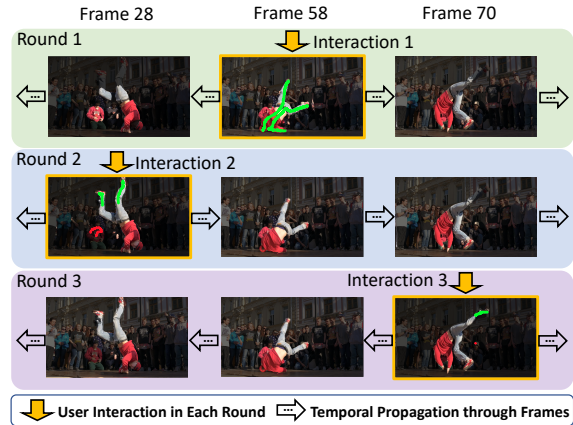 Frame 28 Frame 58 Frame 70
Round 1
Interaction 1
Round 2
Interaction 2
Round 3
Interaction 3
User Interaction in Each Round
Temporal Propagation through Frames